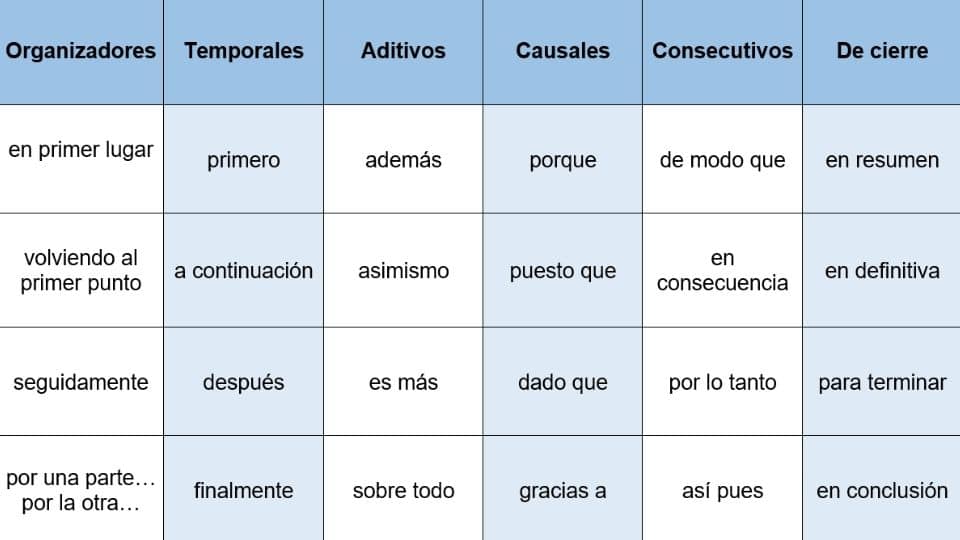 Organizadores Temporales Aditivos Causales Consecutivos De cierre
en primer lugar primero además porque de modo que en resumen
volviendo al
primer punto a continuación asimismo puesto que en
consecuencia en definitiva
seguidamente después es más dado que por lo tanto para terminar
por una parte…
por la otra… finalmente sobre todo gracias a así pues en conclusión